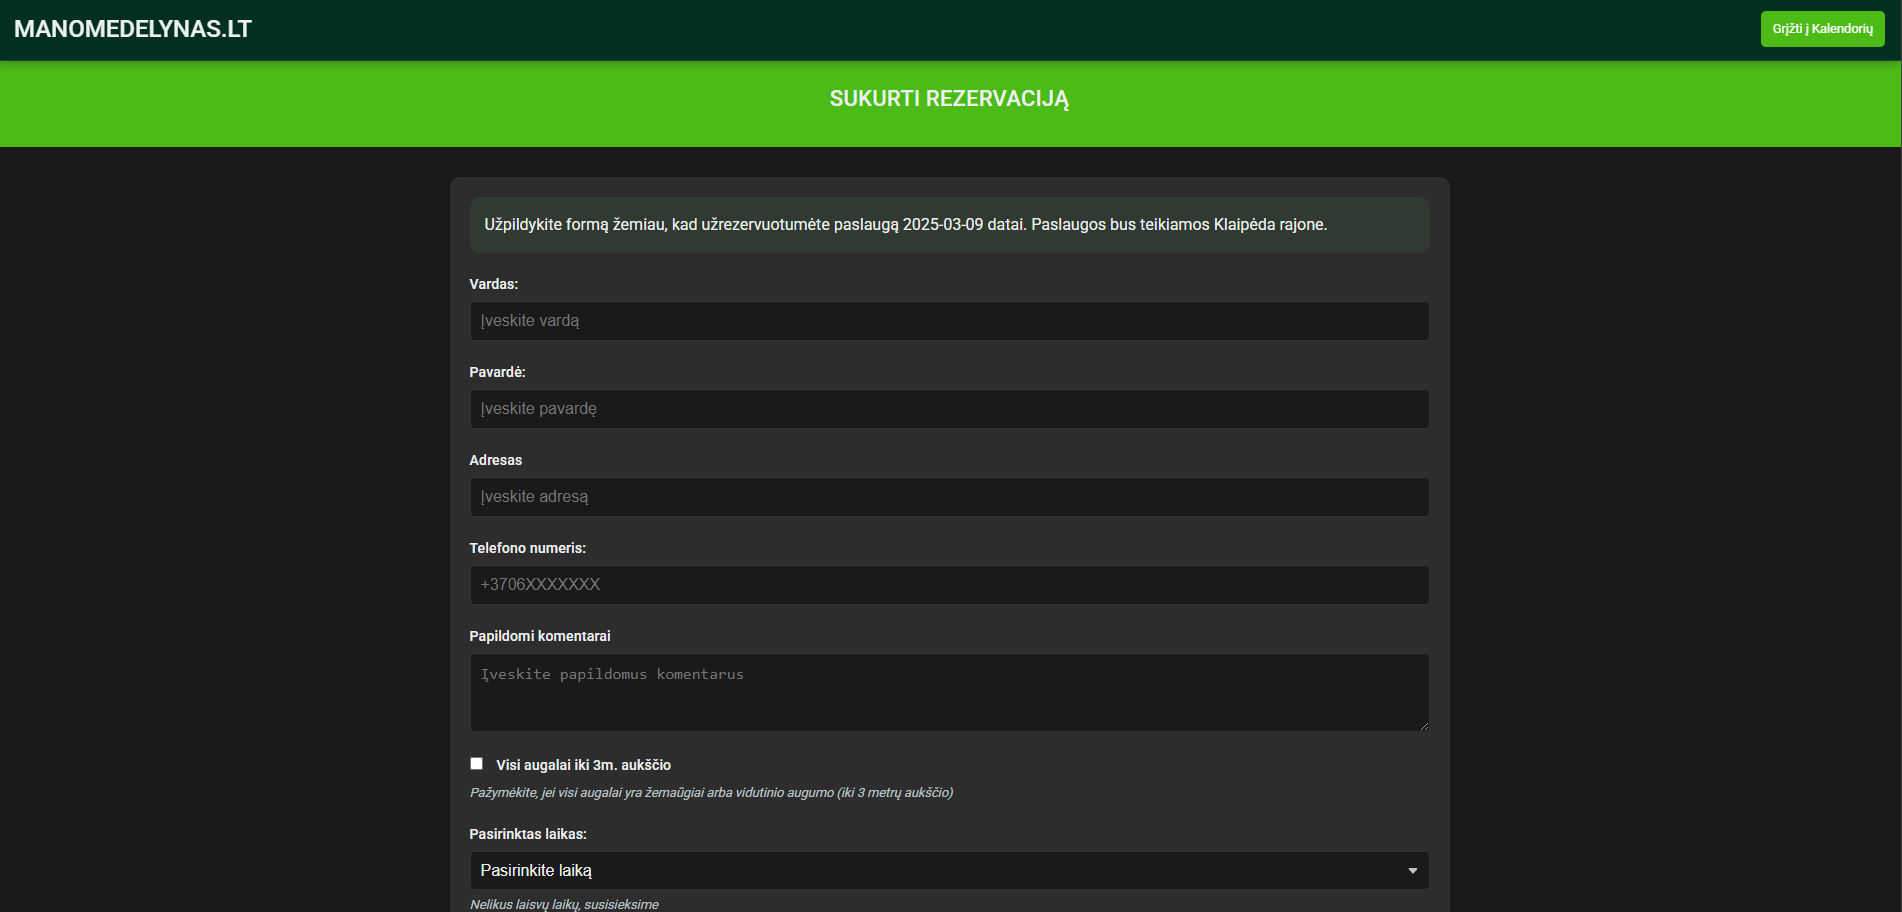 MANOMEDELYNAS.LT
Grįžti į Kalendorių
SUKURTI REZERVACIJĄ
Užpildykite formą žemiau, kad užrezervuotumėte paslaugą 2025-03-09 datai. Paslaugos bus teikiamos Klaipėda rajone.
Vardas:
Įveskite vardą
Pavardė:
Įveskite pavardę
Adresas
Įveskite adresą
Telefono numeris:
+3706XXXXXXX
Papildomi komentarai
Įveskite papildomus komentarus
Visi augalai iki 3m. aukščio
Pažymėkite, jei visi augalai yra žemaūgiai arba vidutinio augumo (iki 3 metrų aukščio)
Pasirinktas laikas:
Pasirinkite laiką
Nelikus laisvų laikų, susisieksime